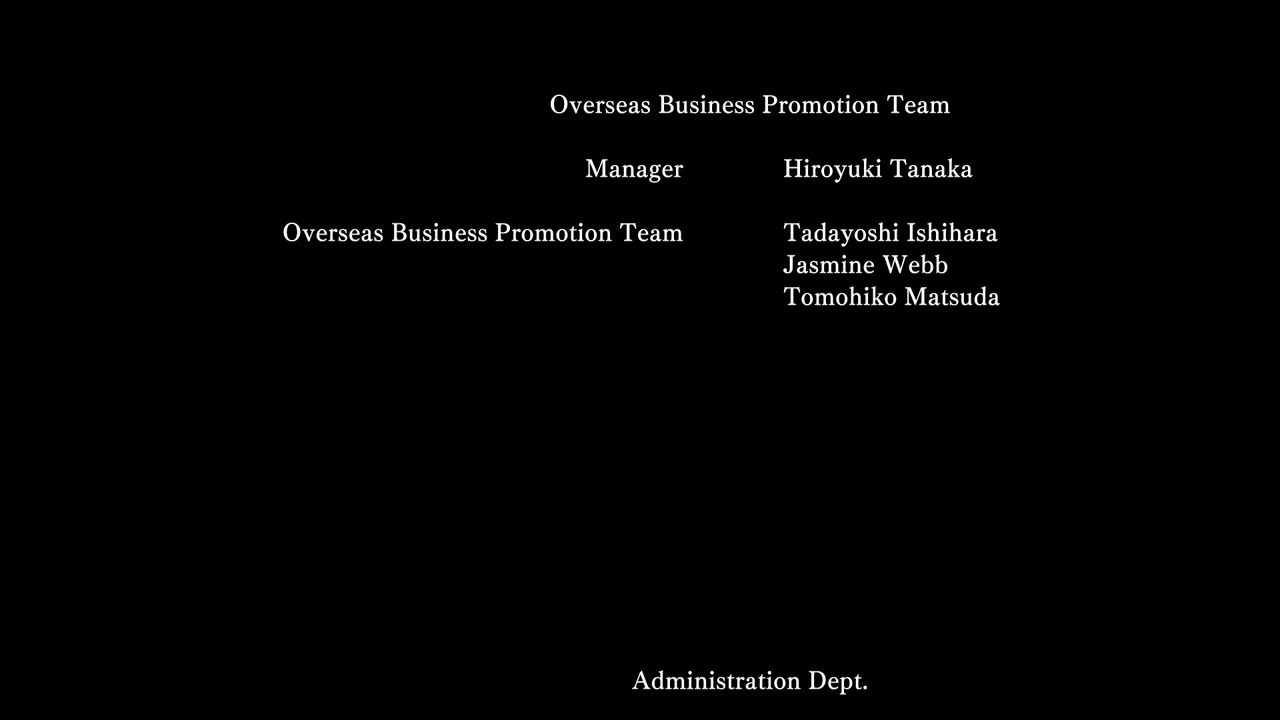 Overseas Business Promotion Team
Manager Hiroyuki Tanaka
Overseas Business Promotion Team Tadayoshi Ishihara
Jasmine Webb
Tomohiko Matsuda
Administration Dept.